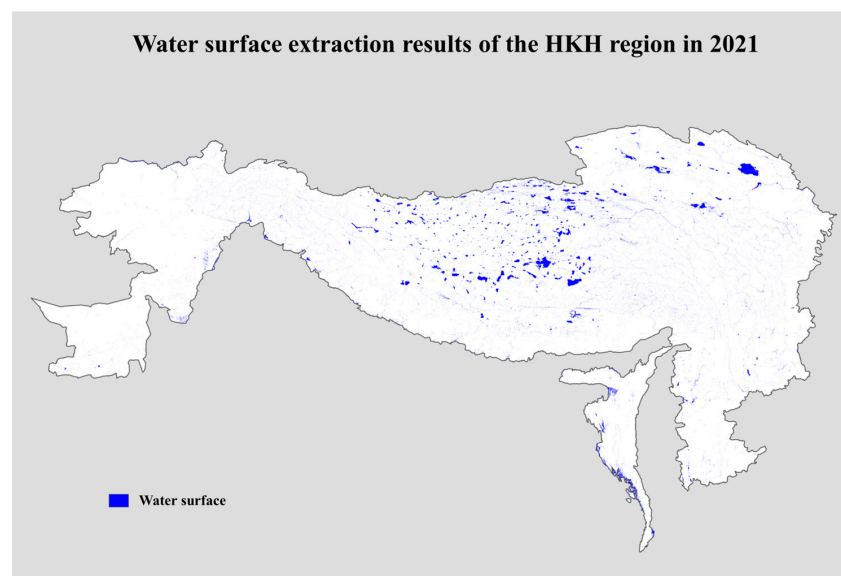 Water surface extraction results of the HKH region in 2021
Water surface